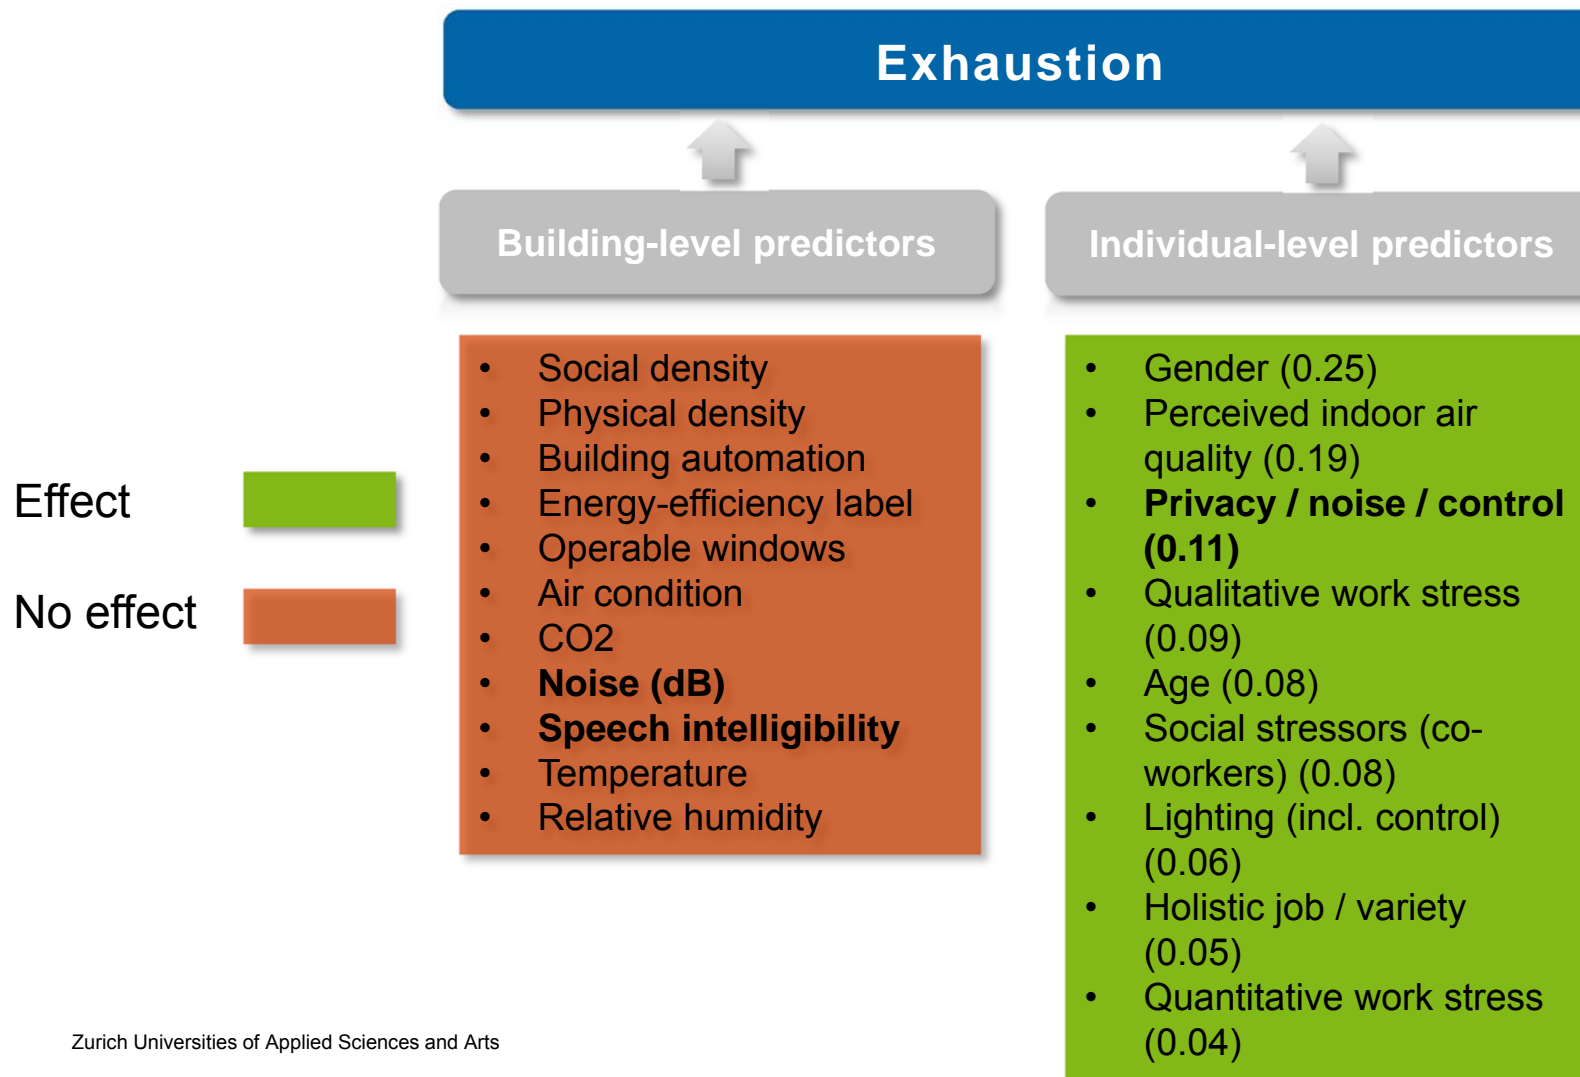 Exhaustion
Building-level predictors
Individual-level predictors
Effect
No effect
• Social density
• Physical density
• Building automation
• Energy-efficiency label
• Operable windows
• Air condition
• CO2
• Noise (dB)
• Speech intelligibility
• Temperature
• Relative humidity
• Gender (0.25)
• Perceived indoor air
quality (0.19)
• Privacy / noise / control
(0.11)
• Qualitative work stress
(0.09)
• Age (0.08)
• Social stressors (co-
workers) (0.08)
• Lighting (incl. control)
(0.06)
• Holistic job / variety
(0.05)
• Quantitative work stress
(0.04)
Zurich Universities of Applied Sciences and Arts